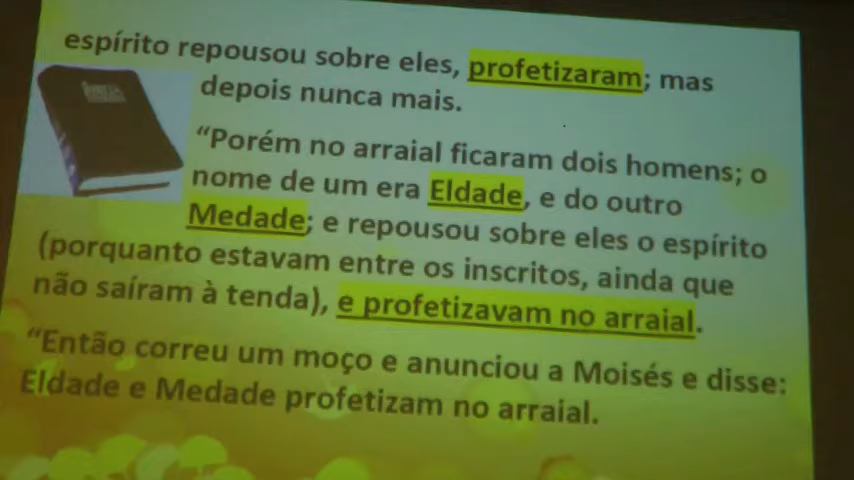 espírito repousou sobre eles, profetizaram; mas
depois nunca mais.
“Porém no arraial ficaram dois homens; o
nome de um era Eldade, e do outro
Medade; e repousou sobre eles o espírito
(porquanto estavam entre os inscritos, ainda que
não saíram à tenda), e profetizavam no arraial.
“Então correu um moço e anunciou a Moisés e disse:
Eldade e Medade profetizam no arraial.